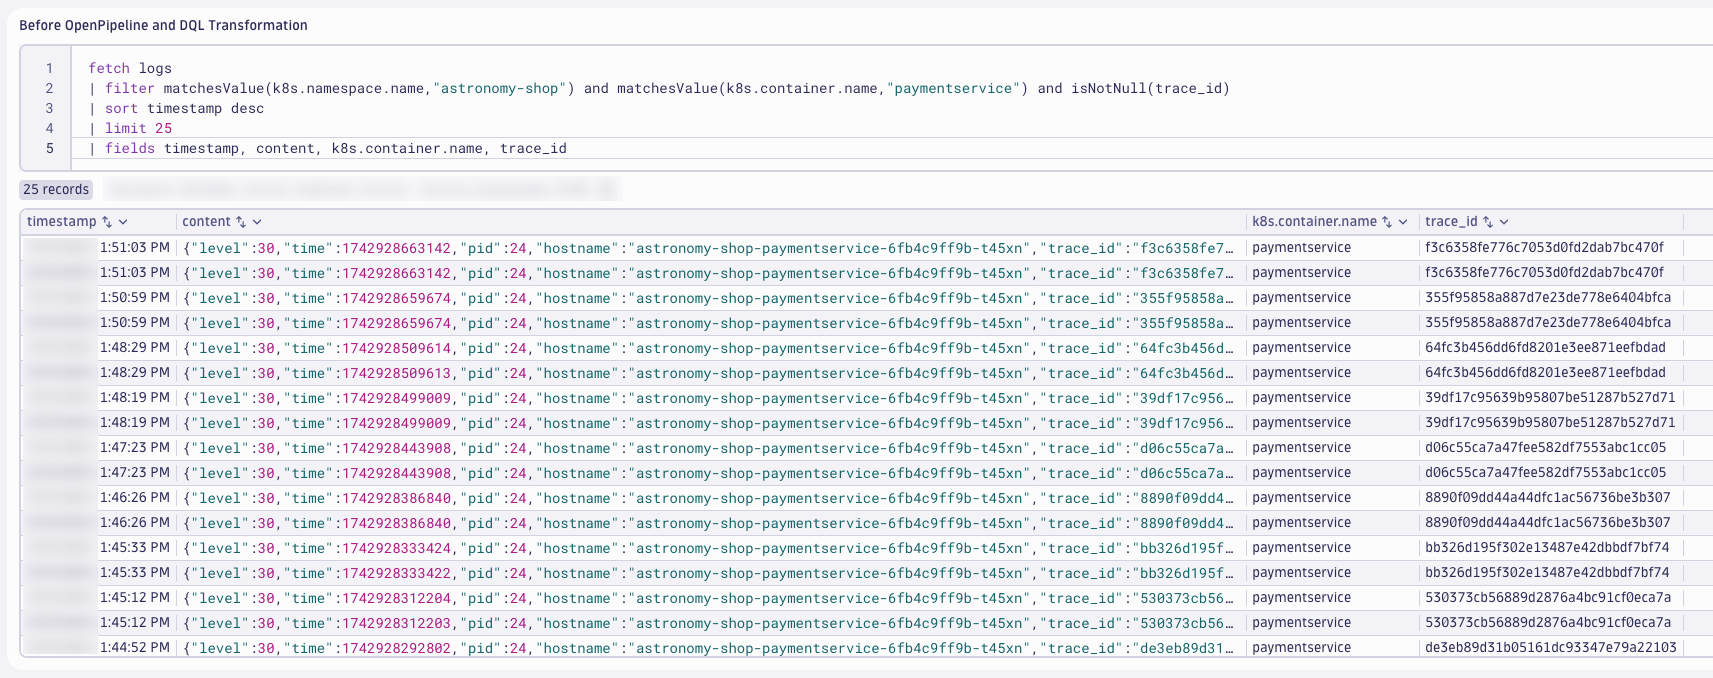 Before OpenPipeline and DQL Transformation
1 fetch logs
2 | filter matchesValue(k8s.namespace.name,"astronomy-shop") and matchesValue(k8s.container.name,"paymentservice") and isNotNull(trace_id)
3 | sort timestamp desc
4 | limit 25
5 | fields timestamp, content, k8s.container.name, trace_id
25 records
timestamp content k8s.container.name trace_id
1:51:03 PM {"level":30,"time":1742928663142,"pid":24,"hostname":"astronomy-shop-paymentservice-6fb4c9ff9b-t45xn","trace_id":"f3c6358fe7… paymentservice f3c6358fe776c7053d0fd2dab7bc470f
1:51:03 PM {"level":30,"time":1742928663142,"pid":24,"hostname":"astronomy-shop-paymentservice-6fb4c9ff9b-t45xn","trace_id":"f3c6358fe7… paymentservice f3c6358fe776c7053d0fd2dab7bc470f
1:50:59 PM {"level":30,"time":1742928659674,"pid":24,"hostname":"astronomy-shop-paymentservice-6fb4c9ff9b-t45xn","trace_id":"355f95858a… paymentservice 355f95858a887d7e23de778e6404bfca
1:50:59 PM {"level":30,"time":1742928659674,"pid":24,"hostname":"astronomy-shop-paymentservice-6fb4c9ff9b-t45xn","trace_id":"355f95858a… paymentservice 355f95858a887d7e23de778e6404bfca
1:48:29 PM {"level":30,"time":1742928509614,"pid":24,"hostname":"astronomy-shop-paymentservice-6fb4c9ff9b-t45xn","trace_id":"64fc3b456d… paymentservice 64fc3b456dd6fd8201e3ee871eefbdad
1:48:29 PM {"level":30,"time":1742928509613,"pid":24,"hostname":"astronomy-shop-paymentservice-6fb4c9ff9b-t45xn","trace_id":"64fc3b456d… paymentservice 64fc3b456dd6fd8201e3ee871eefbdad
1:48:19 PM {"level":30,"time":1742928499009,"pid":24,"hostname":"astronomy-shop-paymentservice-6fb4c9ff9b-t45xn","trace_id":"39df17c956… paymentservice 39df17c95639b95807be51287b527d71
1:48:19 PM {"level":30,"time":1742928499009,"pid":24,"hostname":"astronomy-shop-paymentservice-6fb4c9ff9b-t45xn","trace_id":"39df17c956… paymentservice 39df17c95639b95807be51287b527d71
1:47:23 PM {"level":30,"time":1742928443908,"pid":24,"hostname":"astronomy-shop-paymentservice-6fb4c9ff9b-t45xn","trace_id":"d06c55ca7a… paymentservice d06c55ca7a47fee582df7553abc1cc05
1:47:23 PM {"level":30,"time":1742928443908,"pid":24,"hostname":"astronomy-shop-paymentservice-6fb4c9ff9b-t45xn","trace_id":"d06c55ca7a… paymentservice d06c55ca7a47fee582df7553abc1cc05
1:46:26 PM {"level":30,"time":1742928386840,"pid":24,"hostname":"astronomy-shop-paymentservice-6fb4c9ff9b-t45xn","trace_id":"8890f09dd4… paymentservice 8890f09dd44a44dfc1ac56736be3b307
1:46:26 PM {"level":30,"time":1742928386840,"pid":24,"hostname":"astronomy-shop-paymentservice-6fb4c9ff9b-t45xn","trace_id":"8890f09dd4… paymentservice 8890f09dd44a44dfc1ac56736be3b307
1:45:33 PM {"level":30,"time":1742928333424,"pid":24,"hostname":"astronomy-shop-paymentservice-6fb4c9ff9b-t45xn","trace_id":"bb326d195f… paymentservice bb326d195f302e13487e42dbbdf7bf74
1:45:33 PM {"level":30,"time":1742928333422,"pid":24,"hostname":"astronomy-shop-paymentservice-6fb4c9ff9b-t45xn","trace_id":"bb326d195f… paymentservice bb326d195f302e13487e42dbbdf7bf74
1:45:12 PM {"level":30,"time":1742928312204,"pid":24,"hostname":"astronomy-shop-paymentservice-6fb4c9ff9b-t45xn","trace_id":"530373cb56… paymentservice 530373cb56889d2876a4bc91cf0eca7a
1:45:12 PM {"level":30,"time":1742928312203,"pid":24,"hostname":"astronomy-shop-paymentservice-6fb4c9ff9b-t45xn","trace_id":"530373cb56… paymentservice 530373cb56889d2876a4bc91cf0eca7a
1:44:52 PM {"level":30,"time":1742928292802,"pid":24,"hostname":"astronomy-shop-paymentservice-6fb4c9ff9b-t45xn","trace_id":"de3eb89d31… paymentservice de3eb89d31b05161dc93347e79a22103